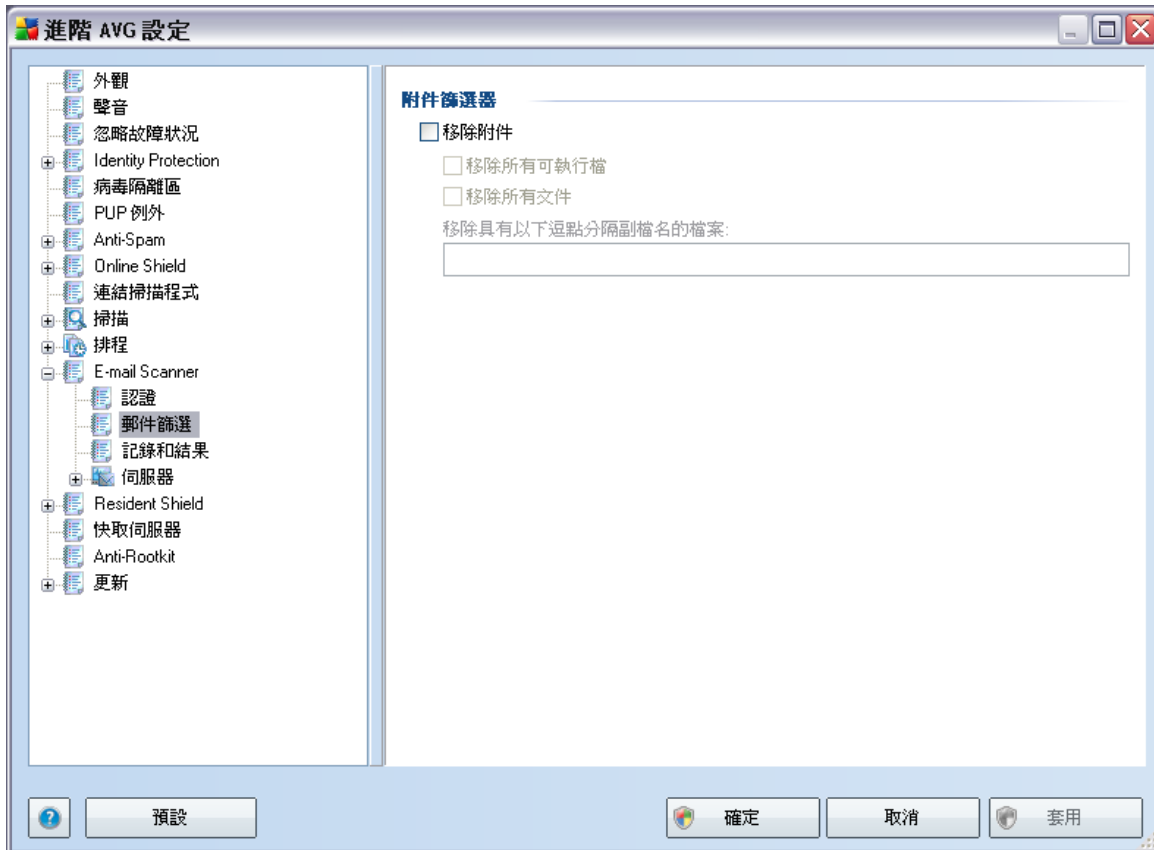 進階 AVG 設定
外觀
聲音
忽略故障狀況
Identity Protection
病毒隔離區
PUP 例外
Anti-Spam
Online Shield
連結掃描程式
掃描
排程
E-mail Scanner
認證
郵件篩選
記錄和結果
伺服器
Resident Shield
快取伺服器
Anti-Rootkit
更新
附件篩選器
移除附件
移除所有可執行檔
移除所有文件
移除具有以下逗點分隔副檔名的檔案:
預設
確定
取消
套用